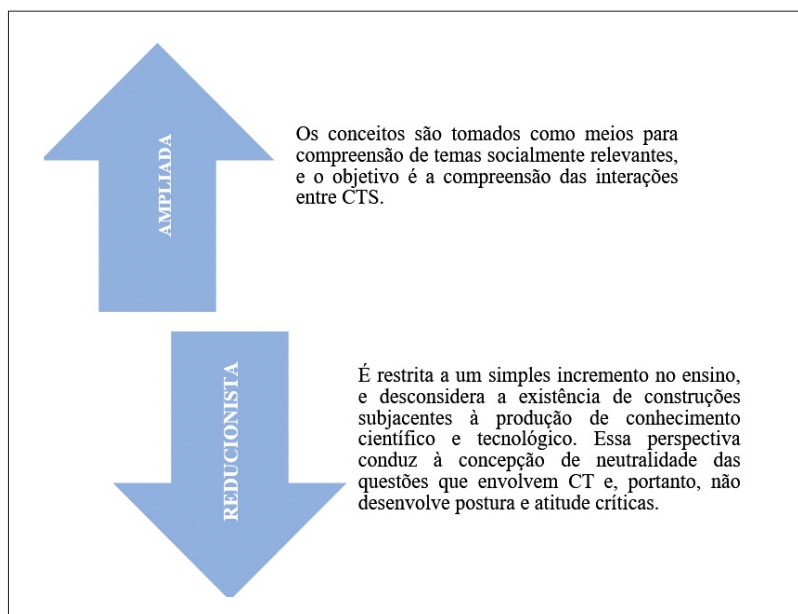 AMPLIADA
Os conceitos são tomados como meios para
compreensão de temas socialmente relevantes,
e o objetivo é a compreensão das interações
entre CTS.
REDUCIONISTA
É restrita a um simples incremento no ensino,
e desconsidera a existência de construções
subjacentes à produção de conhecimento
científico e tecnológico. Essa perspectiva
conduz à concepção de neutralidade das
questões que envolvem CT e, portanto, não
desenvolve postura e atitude críticas.